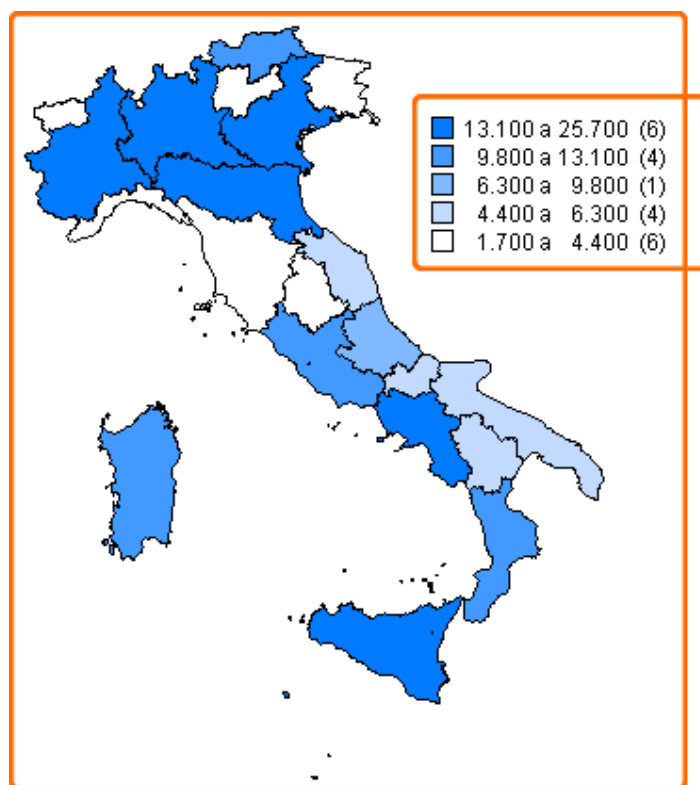 13.100 a 25.700 (6)
9.800 a 13.100 (4)
6.300 a 9.800 (1)
4.400 a 6.300 (4)
1.700 a 4.400 (6)